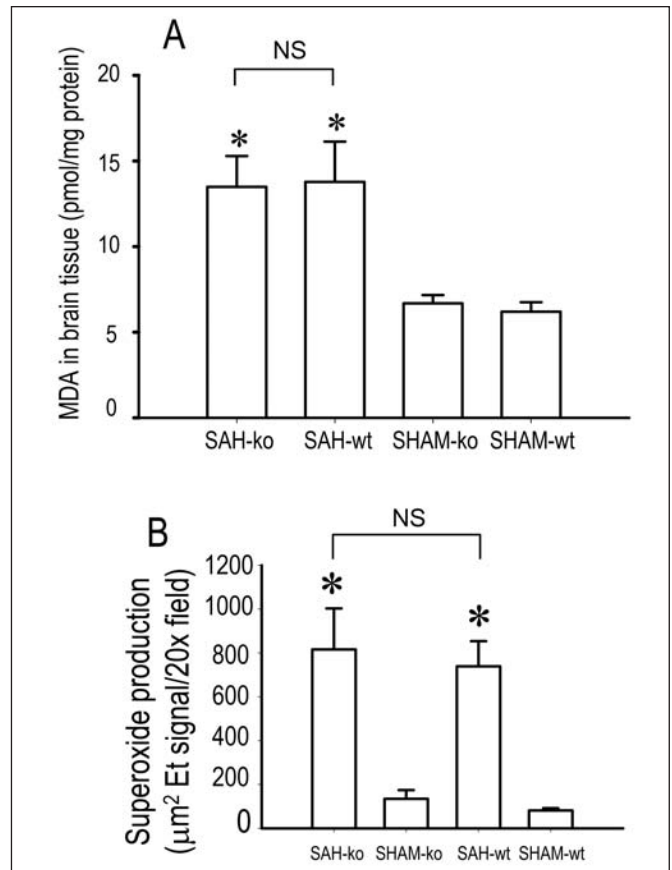 A
NS
20
15
10
5
0
* *
MDA in brain tissue (pmol/mg protein)
SAH-ko SAH-wt SHAM-ko SHAM-wt
B
NS
1200
1000
800
600
400
200
0
* *
Superoxide production
(µm² Et signal/20x field)
SAH-ko SHAM-ko SAH-wt SHAM-wt